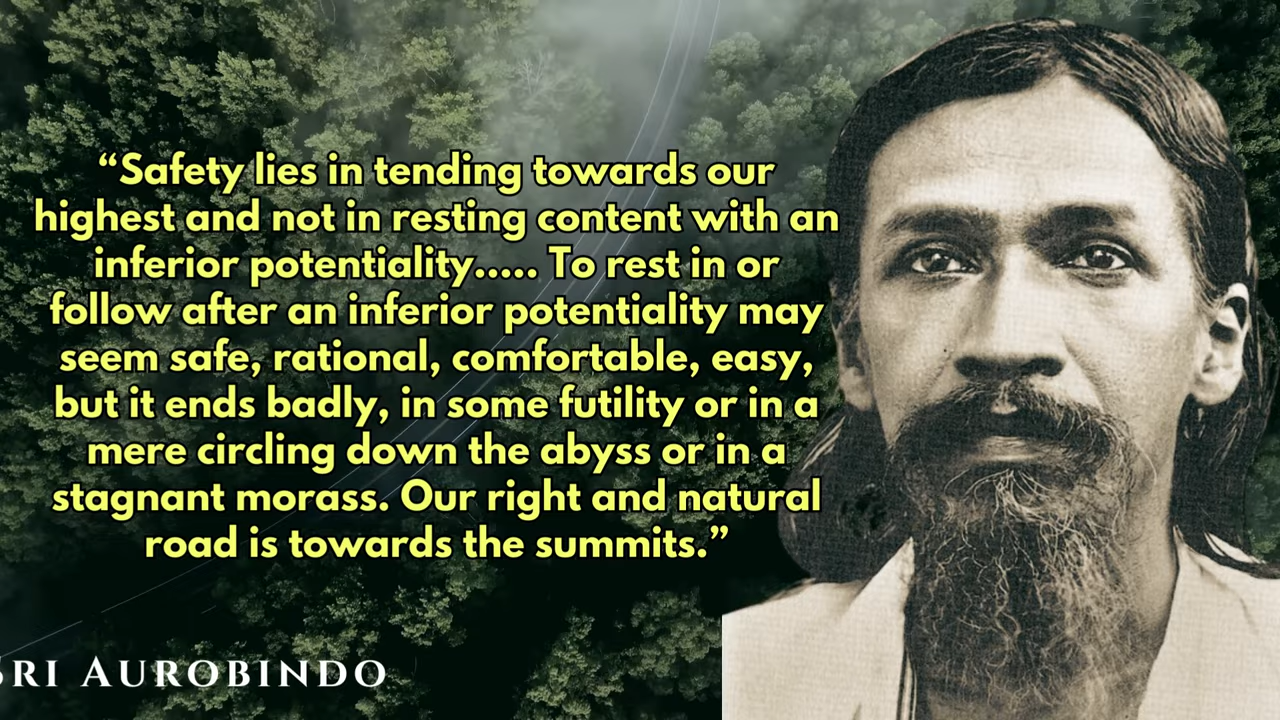 “Safety lies in tending towards our
highest and not in resting content with an
inferior potentiality..... To rest in or
follow after an inferior potentiality may
seem safe, rational, comfortable, easy,
but it ends badly, in some futility or in a
mere circling down the abyss or in a
stagnant morass. Our right and natural
road is towards the summits.”
SRI AUROBINDO